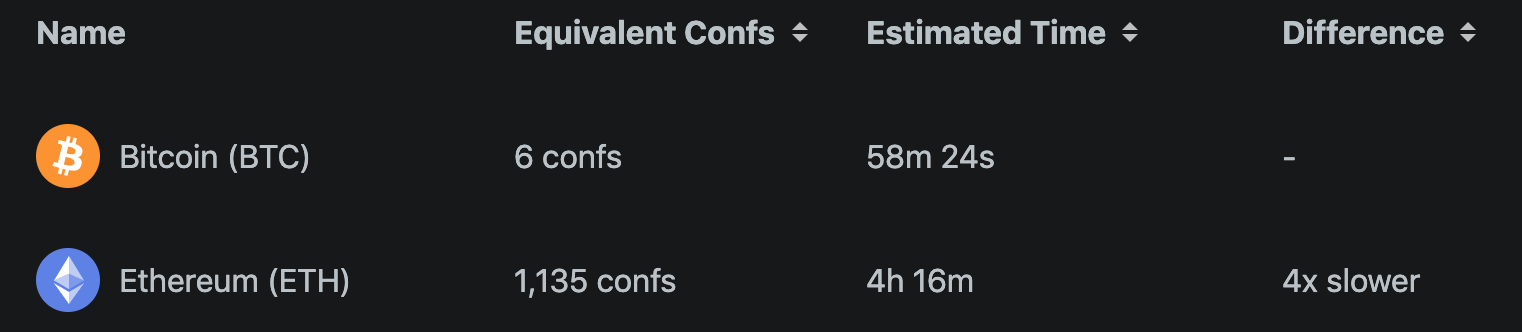 Name Equivalent Confs Estimated Time Difference
Bitcoin (BTC) 6 confs 58m 24s -
Ethereum (ETH) 1,135 confs 4h 16m 4x slower